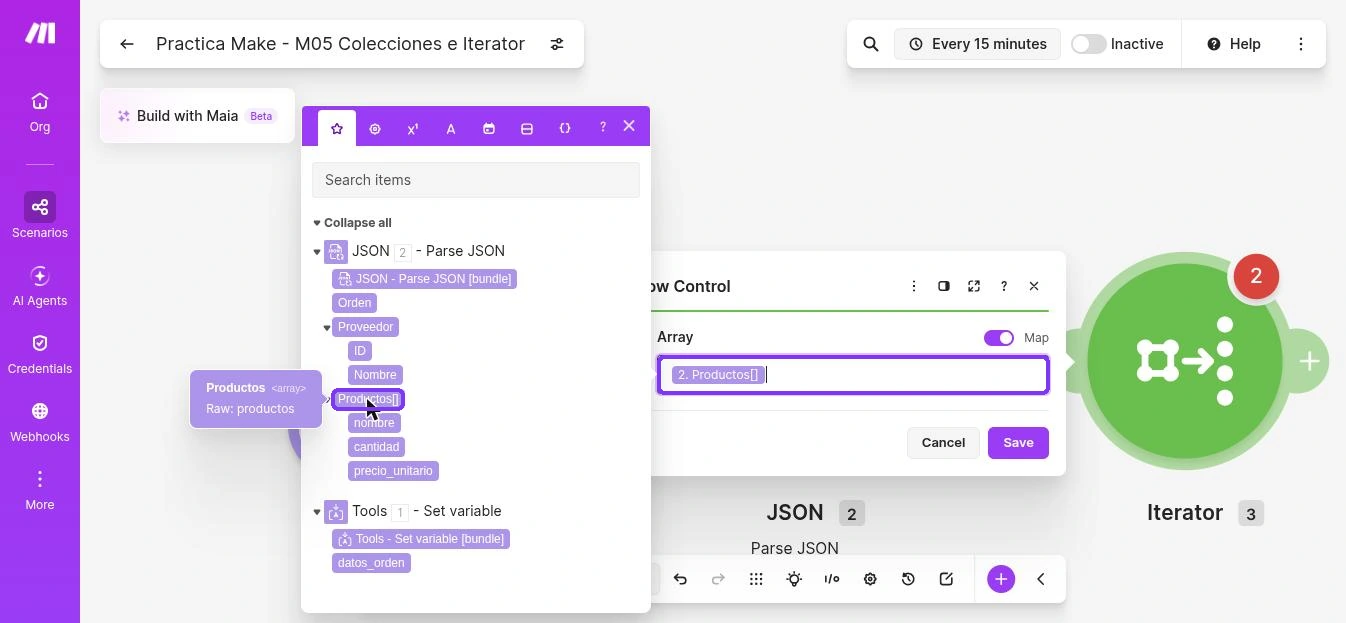 Practica Make - M05 Colecciones e Iterator
Every 15 minutes
Inactive
Help
Org
Scenarios
AI Agents
Credentials
Webhooks
More
Build with Maia Beta
?
Search items
Collapse all
JSON 2 - Parse JSON
JSON - Parse JSON [bundle]
Orden
Proveedor
ID
Nombre
Productos[]
nombre
cantidad
precio_unitario
Tools 1 - Set variable
Tools - Set variable [bundle]
datos_orden
Productos <array>
Raw: productos
ow Control
?
Array
Map
2. Productos[]
Cancel
Save
2
JSON 2
Parse JSON
Iterator 3